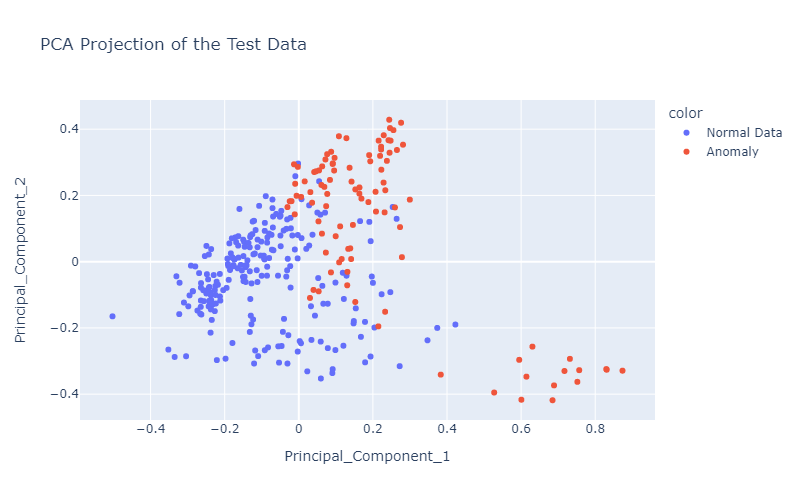 PCA Projection of the Test Data
color
Normal Data
Anomaly
Principal_Component_2
0.4
0.2
0
−0.2
−0.4
−0.4
−0.2
0
0.2
0.4
0.6
0.8
Principal_Component_1